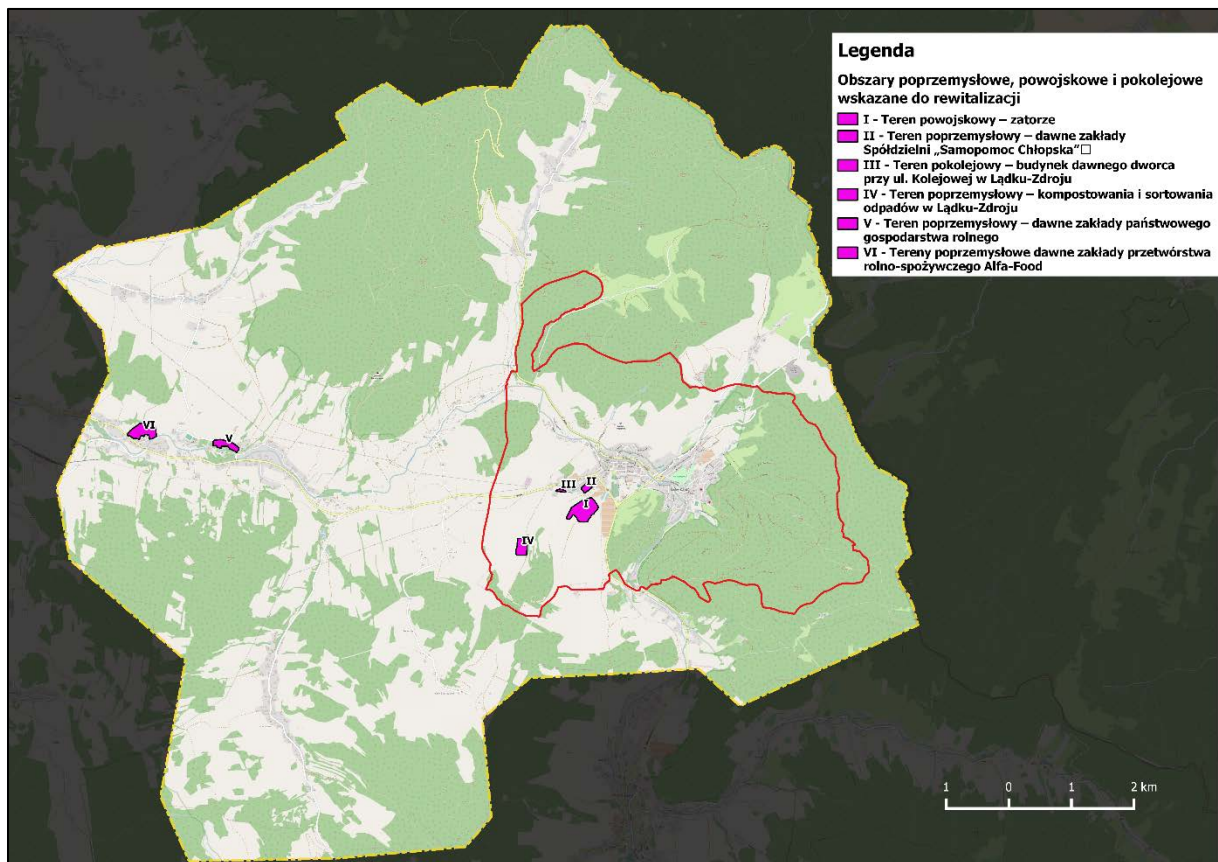 Legenda
Obszary poprzemysłowe, powojskowe i pokolejowe
wskazane do rewitalizacji
I - Teren powojskowy – zatorze
II - Teren poprzemysłowy – dawne zakłady
Spółdzielni „Samopomoc Chłopska”□
III - Teren pokolejowy – budynek dawnego dworca
przy ul. Kolejowej w Lądku-Zdroju
IV - Teren poprzemysłowy – kompostowania i sortowania
odpadów w Lądku-Zdroju
V - Teren poprzemysłowy – dawne zakłady państwowego
gospodarstwa rolnego
VI - Tereny poprzemysłowe dawne zakłady przetwórstwa
rolno-spożywczego Alfa-Food
VI
V
III
II
I
IV
1 0 1 2 km